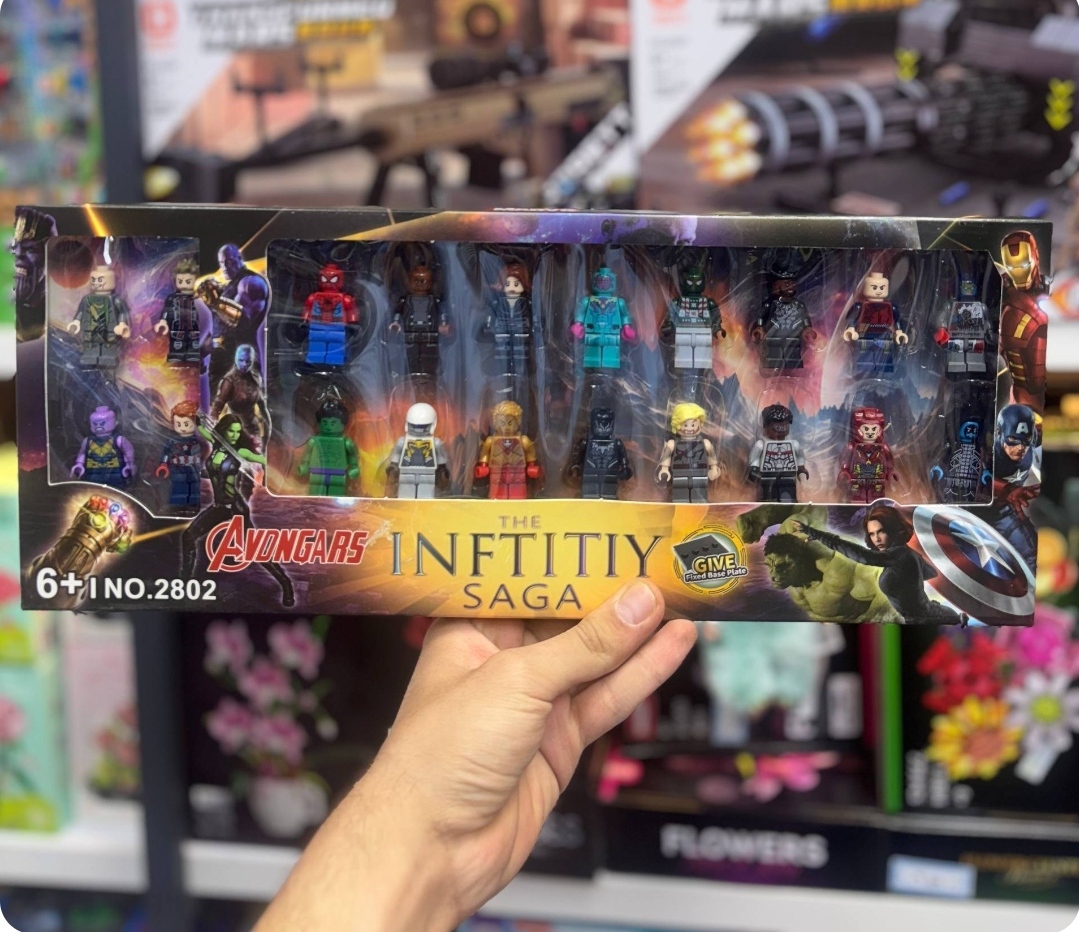 AVONGARS
THE
INFTITIY
SAGA
GIVE
Fixed Base Plate
6+ I NO.2802
FLOWERS